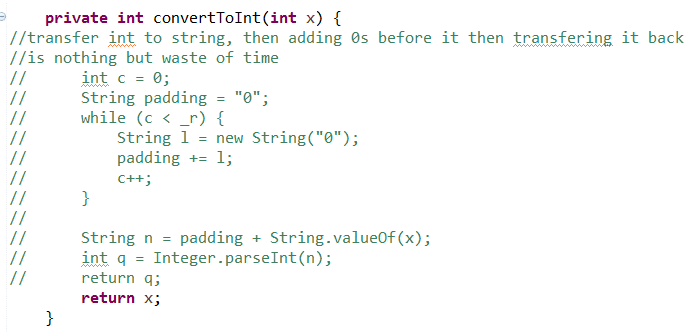 private int convertToInt(int x) {
//transfer int to string, then adding 0s before it then transfering it back
//is nothing but waste of time
//      int c = 0;
//      String padding = "0";
//      while (c < _r) {
//          String l = new String("0");
//          padding += l;
//          c++;
//      }
//
//      String n = padding + String.valueOf(x);
//      int q = Integer.parseInt(n);
//      return q;
        return x;
    }